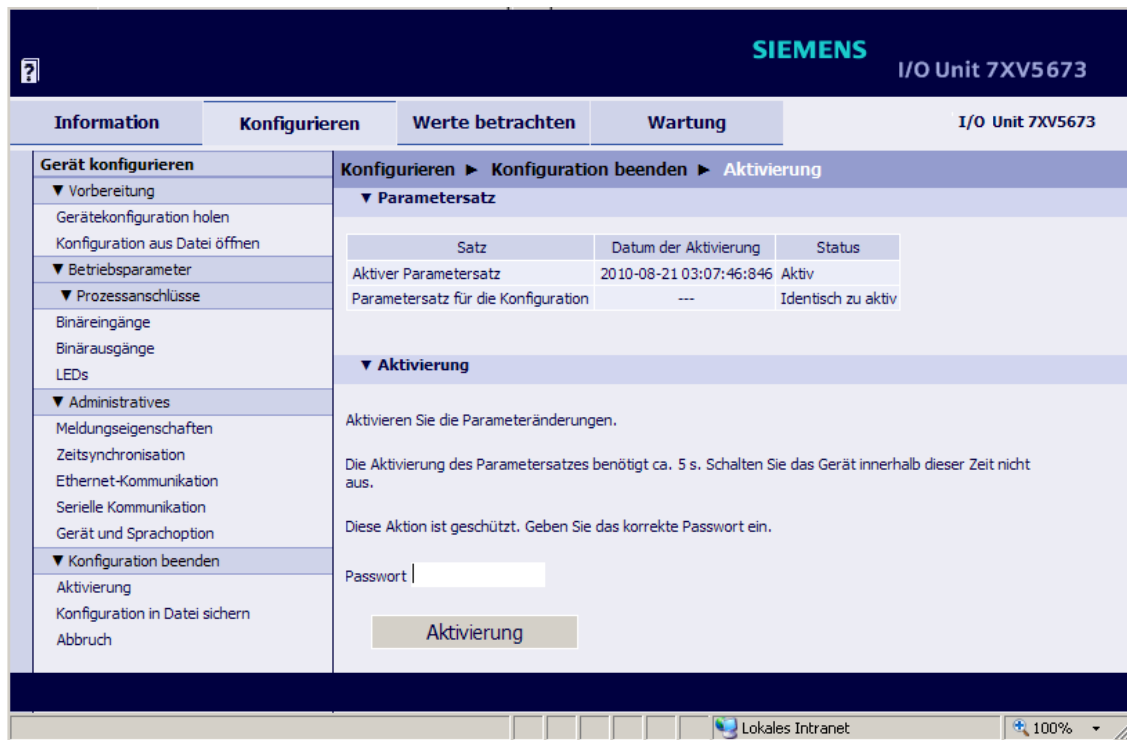 SIEMENS
I/O Unit 7XV5673
?
Information
Konfigurieren
Werte betrachten
Wartung
I/O Unit 7XV5673
Gerät konfigurieren
▼ Vorbereitung
Gerätekonfiguration holen
Konfiguration aus Datei öffnen
▼ Betriebsparameter
▼ Prozessanschlüsse
Binäreingänge
Binärausgänge
LEDs
▼ Administratives
Meldungseigenschaften
Zeitsynchronisation
Ethernet-Kommunikation
Serielle Kommunikation
Gerät und Sprachoption
▼ Konfiguration beenden
Aktivierung
Konfiguration in Datei sichern
Abbruch
Konfigurieren ► Konfiguration beenden ► Aktivierung
▼ Parametersatz
Satz Datum der Aktivierung Status
Aktiver Parametersatz 2010-08-21 03:07:46:846 Aktiv
Parametersatz für die Konfiguration --- Identisch zu aktiv
▼ Aktivierung
Aktivieren Sie die Parameteränderungen.
Die Aktivierung des Parametersatzes benötigt ca. 5 s. Schalten Sie das Gerät innerhalb dieser Zeit nicht
aus.
Diese Aktion ist geschützt. Geben Sie das korrekte Passwort ein.
Passwort
Aktivierung
Lokales Intranet
100%